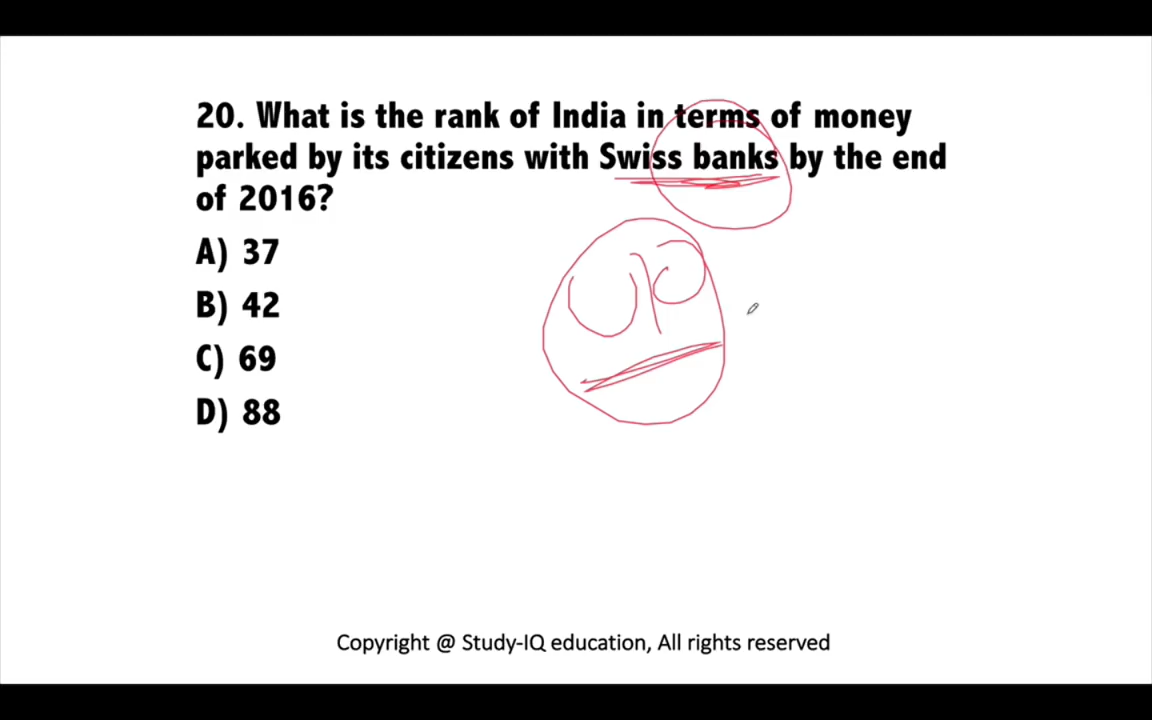 20. What is the rank of India in terms of money
parked by its citizens with Swiss banks by the end
of 2016?
A) 37
B) 42
C) 69
D) 88
Copyright @ Study-IQ education, All rights reserved